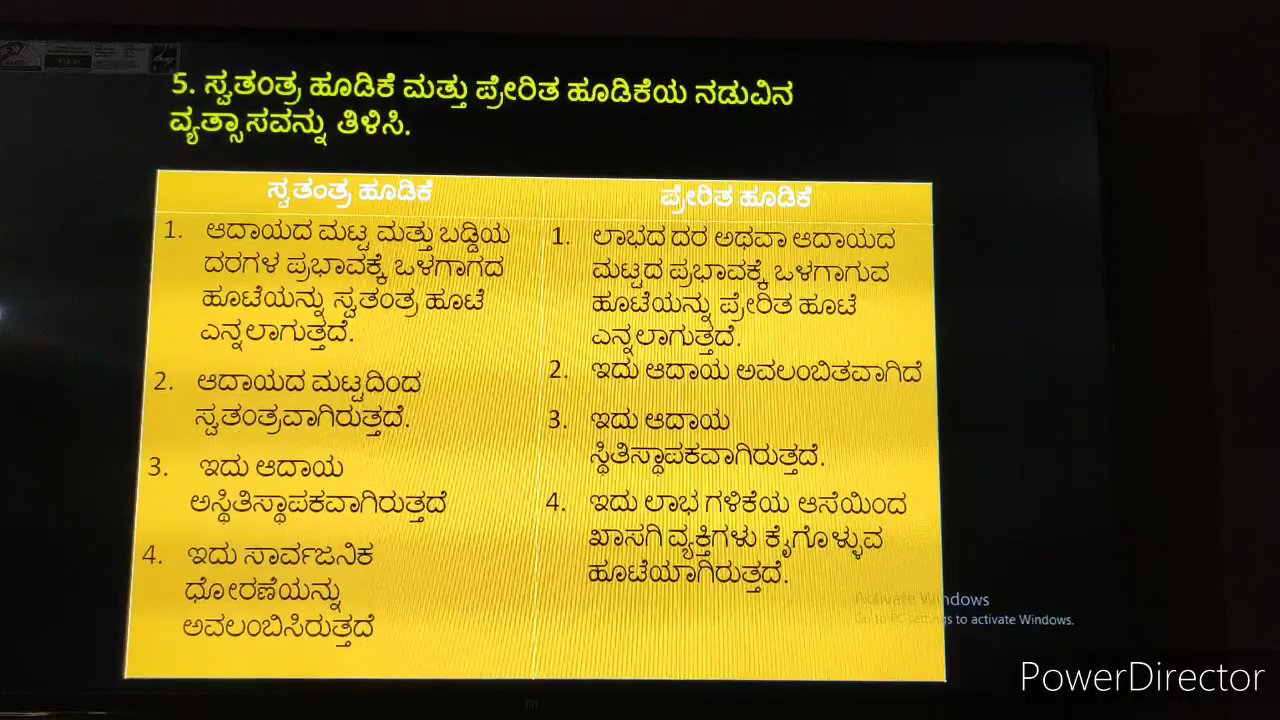 5. ಸ್ವತಂತ್ರ ಹೂಡಿಕೆ ಮತ್ತು ಪ್ರೇರಿತ ಹೂಡಿಕೆಯ ನಡುವಿನ
ವ್ಯತ್ಯಾಸವನ್ನು ತಿಳಿಸಿ.
ಸ್ವತಂತ್ರ ಹೂಡಿಕೆ
1. ಆದಾಯದ ಮಟ್ಟ ಮತ್ತು ಬಡ್ಡಿಯ
ದರಗಳ ಪ್ರಭಾವಕ್ಕೆ ಒಳಗಾಗದ
ಹೂಟೆಯನ್ನು ಸ್ವತಂತ್ರ ಹೂಟೆ
ಎನ್ನಲಾಗುತ್ತದೆ.
2. ಆದಾಯದ ಮಟ್ಟದಿಂದ
ಸ್ವತಂತ್ರವಾಗಿರುತ್ತದೆ.
3. ಇದು ಆದಾಯ
ಅಸ್ಥಿತಿಸ್ಥಾಪಕವಾಗಿರುತ್ತದೆ
4. ಇದು ಸಾರ್ವಜನಿಕ
ಧೋರಣೆಯನ್ನು
ಅವಲಂಬಿಸಿರುತ್ತದೆ
ಪ್ರೇರಿತ ಹೂಡಿಕೆ
1. ಲಾಭದ ದರ ಅಥವಾ ಆದಾಯದ
ಮಟ್ಟದ ಪ್ರಭಾವಕ್ಕೆ ಒಳಗಾಗುವ
ಹೂಟೆಯನ್ನು ಪ್ರೇರಿತ ಹೂಟೆ
ಎನ್ನಲಾಗುತ್ತದೆ.
2. ಇದು ಆದಾಯ ಅವಲಂಬಿತವಾಗಿದೆ
3. ಇದು ಆದಾಯ
ಸ್ಥಿತಿಸ್ಥಾಪಕವಾಗಿರುತ್ತದೆ.
4. ಇದು ಲಾಭ ಗಳಿಕೆಯ ಆಸೆಯಿಂದ
ಖಾಸಗಿ ವ್ಯಕ್ತಿಗಳು ಕೈಗೊಳ್ಳುವ
ಹೂಟೆಯಾಗಿರುತ್ತದೆ.
Activate Windows
Go to PC settings to activate Windows.
PowerDirector